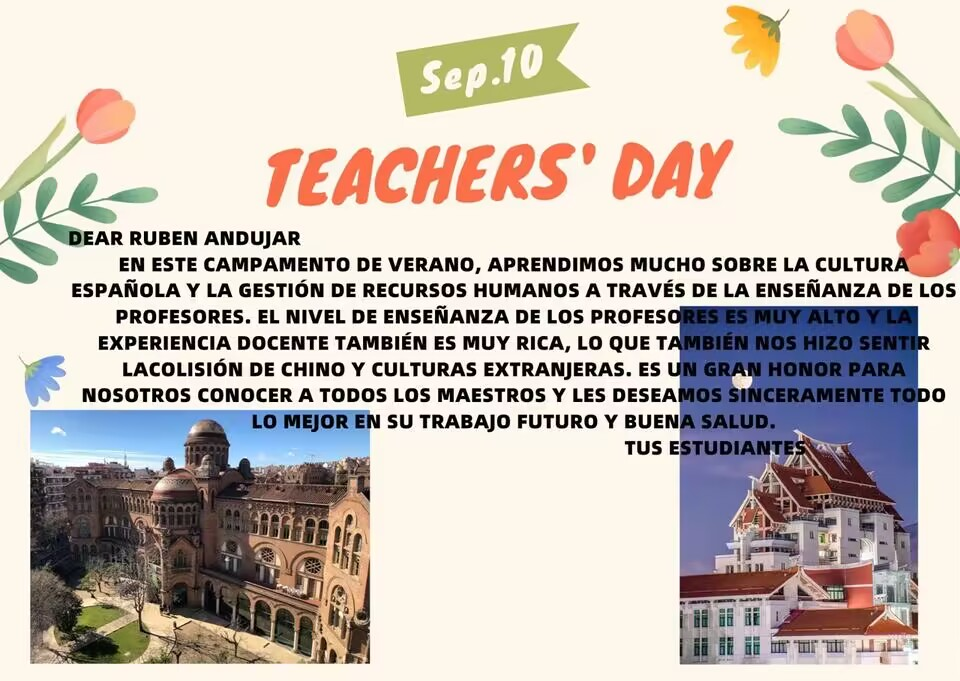 Sep.10
TEACHERS' DAY
DEAR RUBEN ANDUJAR
EN ESTE CAMPAMENTO DE VERANO, APRENDIMOS MUCHO SOBRE LA CULTURA
ESPAÑOLA Y LA GESTIÓN DE RECURSOS HUMANOS A TRAVÉS DE LA ENSEÑANZA DE LOS
PROFESORES. EL NIVEL DE ENSEÑANZA DE LOS PROFESORES ES MUY ALTO Y LA
EXPERIENCIA DOCENTE TAMBIÉN ES MUY RICA, LO QUE TAMBIÉN NOS HIZO SENTIR
LACOLISIÓN DE CHINO Y CULTURAS EXTRANJERAS. ES UN GRAN HONOR PARA
NOSOTROS CONOCER A TODOS LOS MAESTROS Y LES DESEAMOS SINCERAMENTE TODO
LO MEJOR EN SU TRABAJO FUTURO Y BUENA SALUD.
TUS ESTUDIANTES